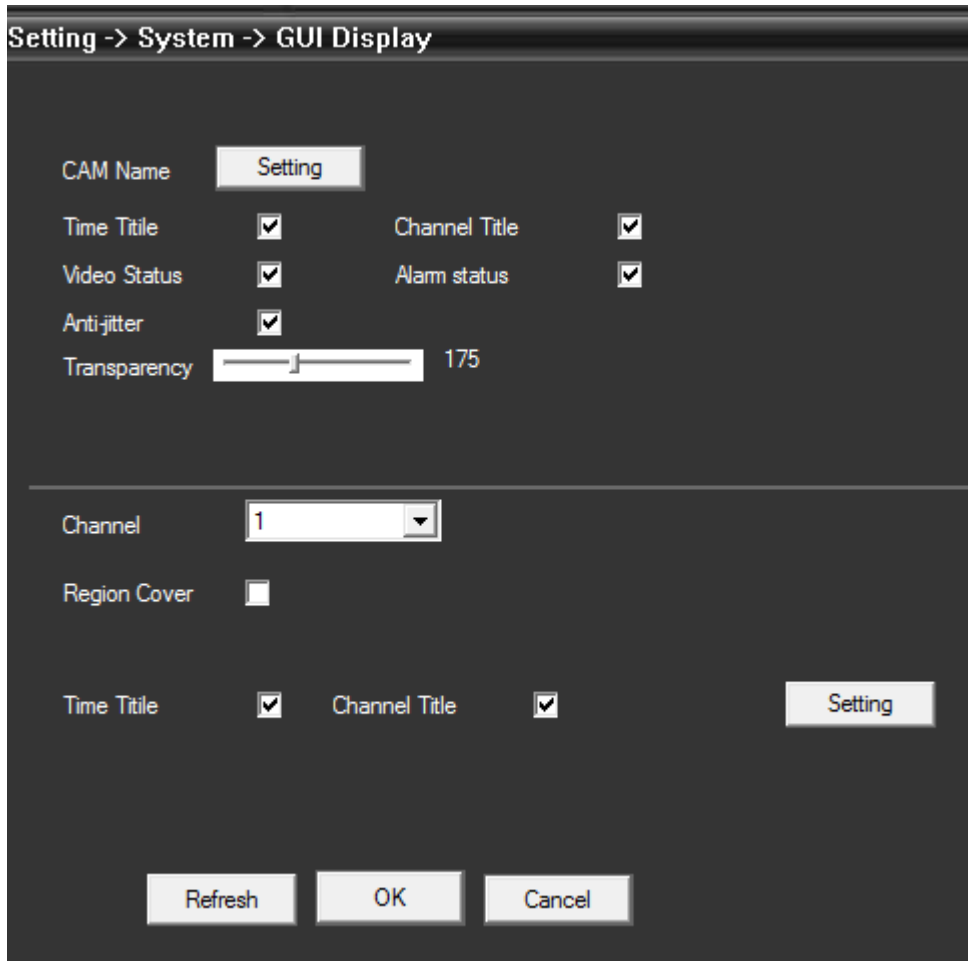 Setting -> System -> GUI Display
CAM Name Setting
Time Titile Channel Title
Video Status Alarm status
Anti-jitter
Transparency 175
Channel 1
Region Cover
Time Titile Channel Title Setting
Refresh OK Cancel